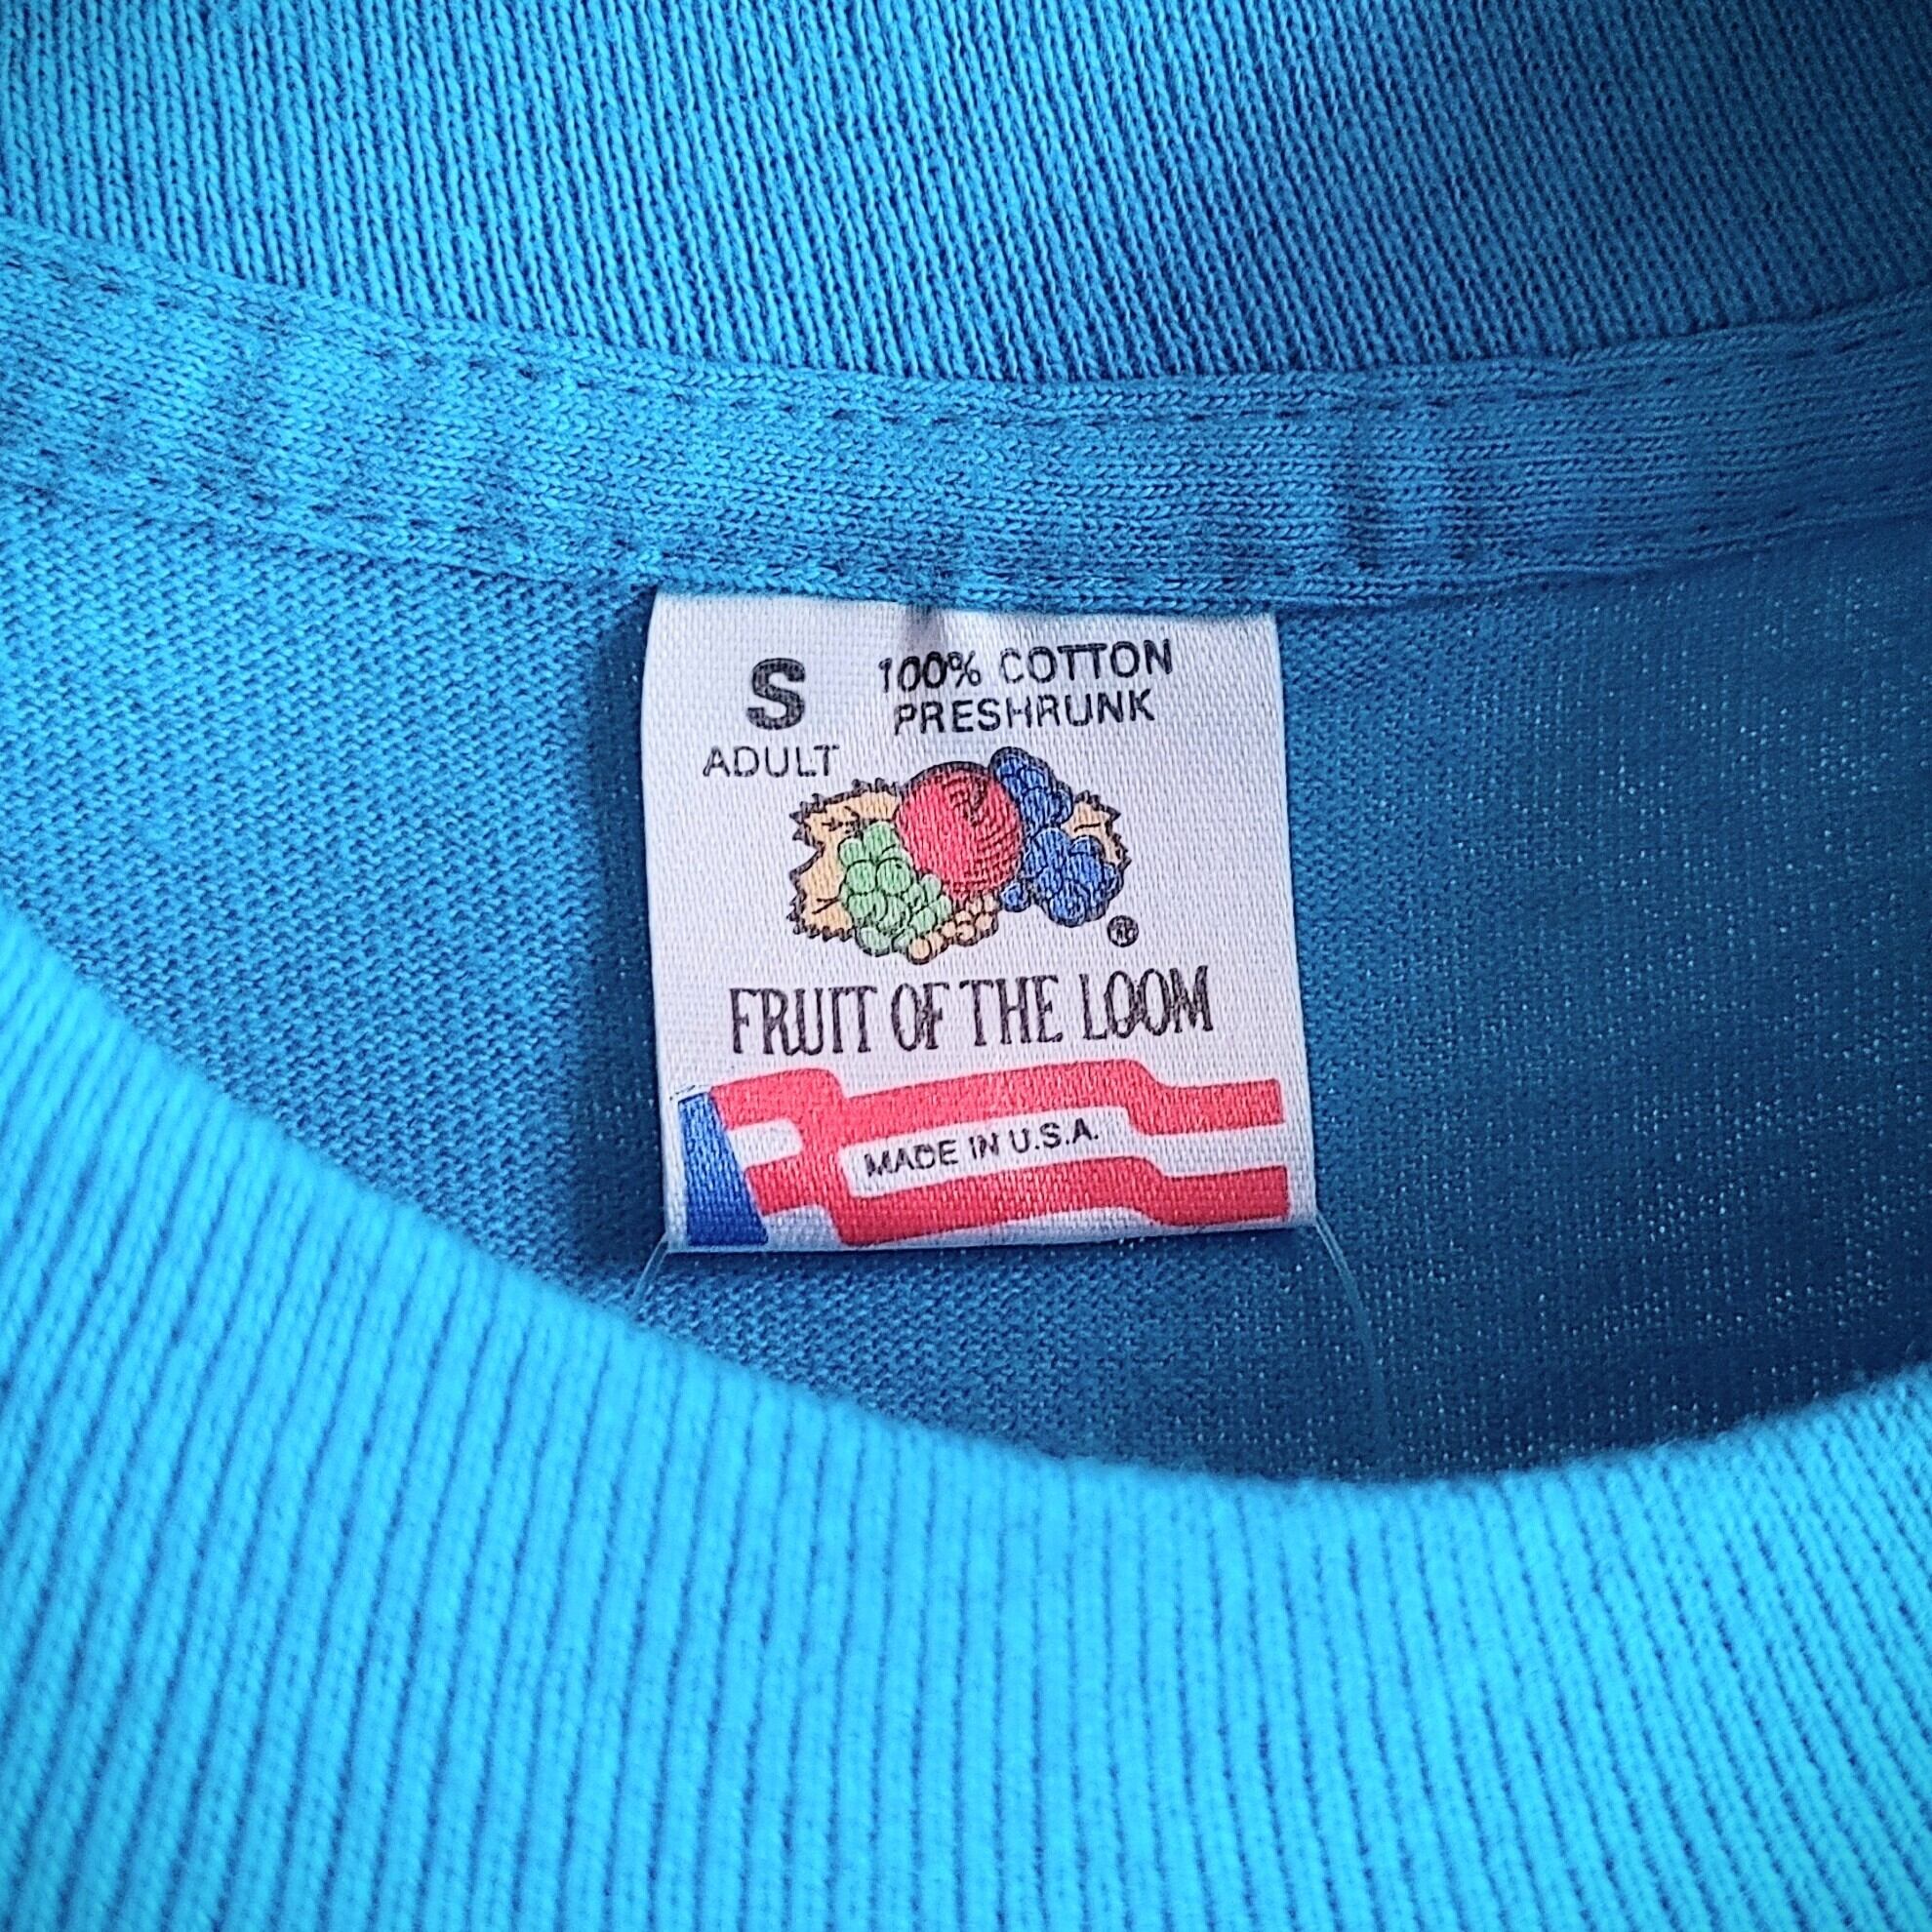 S
ADULT
100% COTTON
PRESHRUNK
®
FRUIT OF THE LOOM
MADE IN U.S.A.